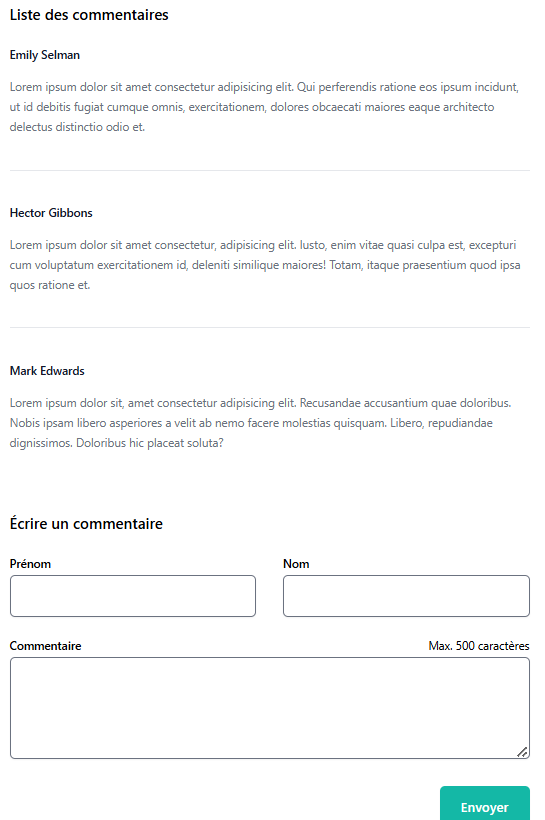 Liste des commentaires
Emily Selman
Lorem ipsum dolor sit amet consectetur adipisicing elit. Qui perferendis ratione eos ipsum incidunt,
ut id debitis fugiat cumque omnis, exercitationem, dolores obcaecati maiores eaque architecto
delectus distinctio odio et.
Hector Gibbons
Lorem ipsum dolor sit amet consectetur, adipisicing elit. Iusto, enim vitae quasi culpa est, excepturi
cum voluptatum exercitationem id, deleniti similique maiores! Totam, itaque praesentium quod ipsa
quos ratione et.
Mark Edwards
Lorem ipsum dolor sit, amet consectetur adipisicing elit. Recusandae accusantium quae doloribus.
Nobis ipsam libero asperiores a velit ab nemo facere molestias quisquam. Libero, repudiandae
dignissimos. Doloribus hic placeat soluta?
Écrire un commentaire
Prénom
Nom
Commentaire
Max. 500 caractères
Envoyer